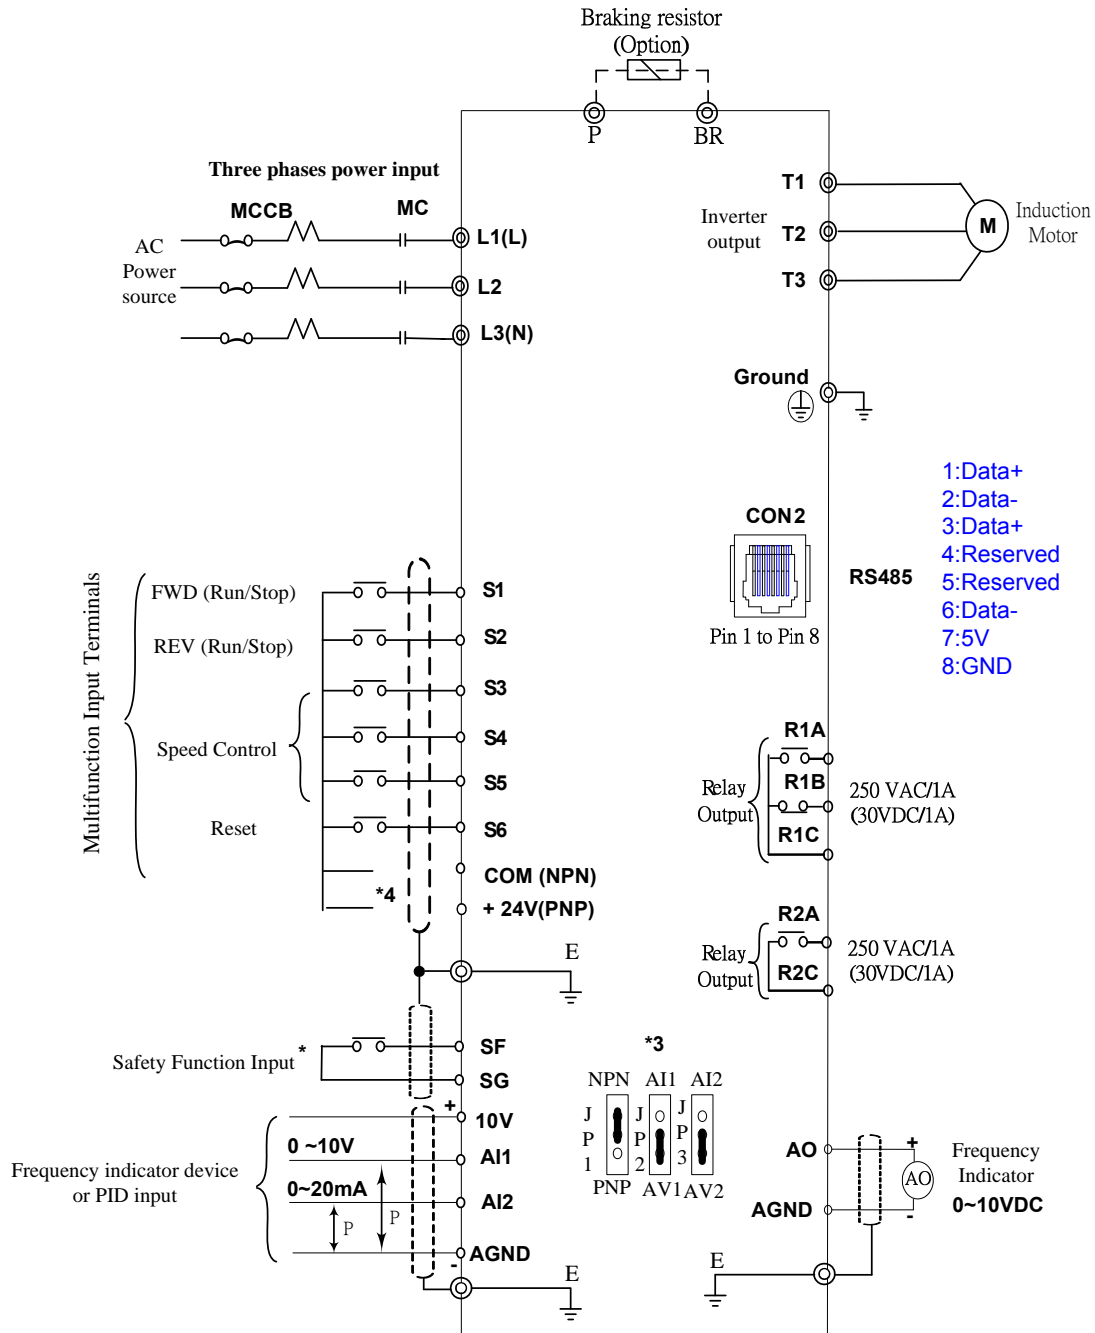 Braking resistor
(Option)
P
BR
Three phases power input
MCCB
MC
AC
Power
source
L1(L)
L2
L3(N)
T1
Inverter
output
T2
T3
M
Induction
Motor
Ground
CON2
Pin 1 to Pin 8
RS485
1:Data+
2:Data-
3:Data+
4:Reserved
5:Reserved
6:Data-
7:5V
8:GND
Multifunction Input Terminals
FWD (Run/Stop)
S1
REV (Run/Stop)
S2
S3
Speed Control
S4
S5
Reset
S6
COM (NPN)
*4
+ 24V(PNP)
E
R1A
Relay
Output
R1B
R1C
250 VAC/1A
(30VDC/1A)
R2A
Relay
Output
R2C
250 VAC/1A
(30VDC/1A)
Safety Function Input *
SF
SG
*3
NPN
AI1
AI2
JP1
JP2
JP3
PNP
AV1
AV2
Frequency indicator device
or PID input
+
10V
0 ~10V
AI1
0~20mA
AI2
P
P
AGND
-
E
AO
+
AO
Frequency
Indicator
0~10VDC
AGND
-
E